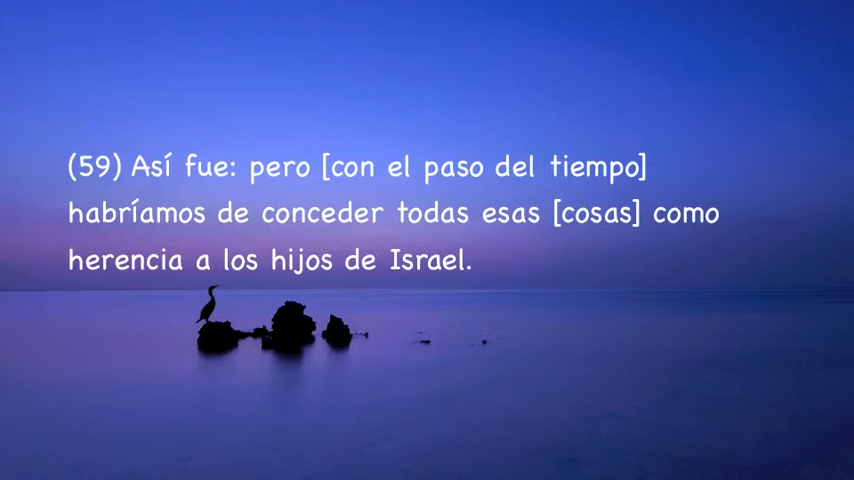 (59) Así fue: pero [con el paso del tiempo]
habríamos de conceder todas esas [cosas] como
herencia a los hijos de Israel.